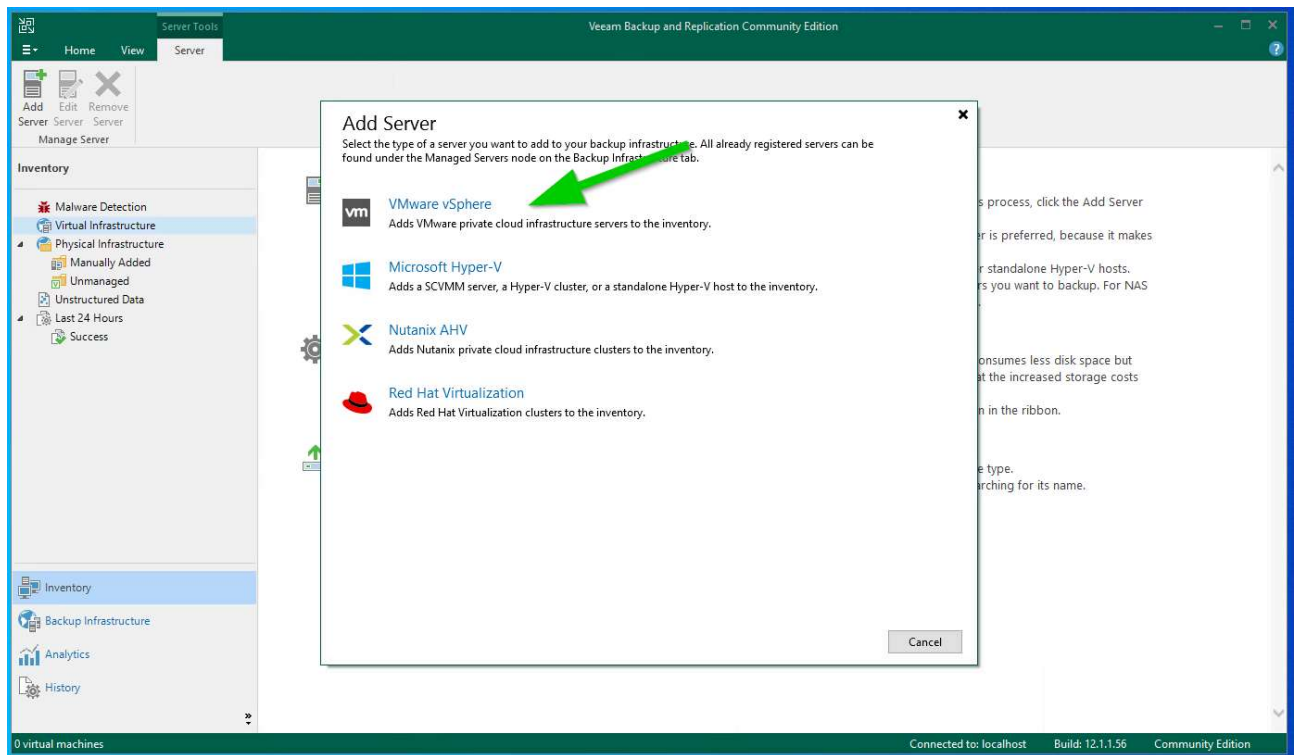 Server Tools
Veeam Backup and Replication Community Edition
Home View Server
Add Server
Edit Server
Remove Server
Manage Server
Inventory
Malware Detection
Virtual Infrastructure
Physical Infrastructure
Manually Added
Unmanaged
Unstructured Data
Last 24 Hours
Success
Inventory
Backup Infrastructure
Analytics
History
Add Server
Select the type of a server you want to add to your backup infrastructure. All already registered servers can be
found under the Managed Servers node on the Backup Infrastructure tab.
vm
VMware vSphere
Adds VMware private cloud infrastructure servers to the inventory.
Microsoft Hyper-V
Adds a SCVMM server, a Hyper-V cluster, or a standalone Hyper-V host to the inventory.
Nutanix AHV
Adds Nutanix private cloud infrastructure clusters to the inventory.
Red Hat Virtualization
Adds Red Hat Virtualization clusters to the inventory.
Cancel
s process, click the Add Server
er is preferred, because it makes
r standalone Hyper-V hosts.
rs you want to backup. For NAS
onsumes less disk space but
at the increased storage costs
n in the ribbon.
e type.
arching for its name.
0 virtual machines
Connected to: localhost Build: 12.1.1.56 Community Edition